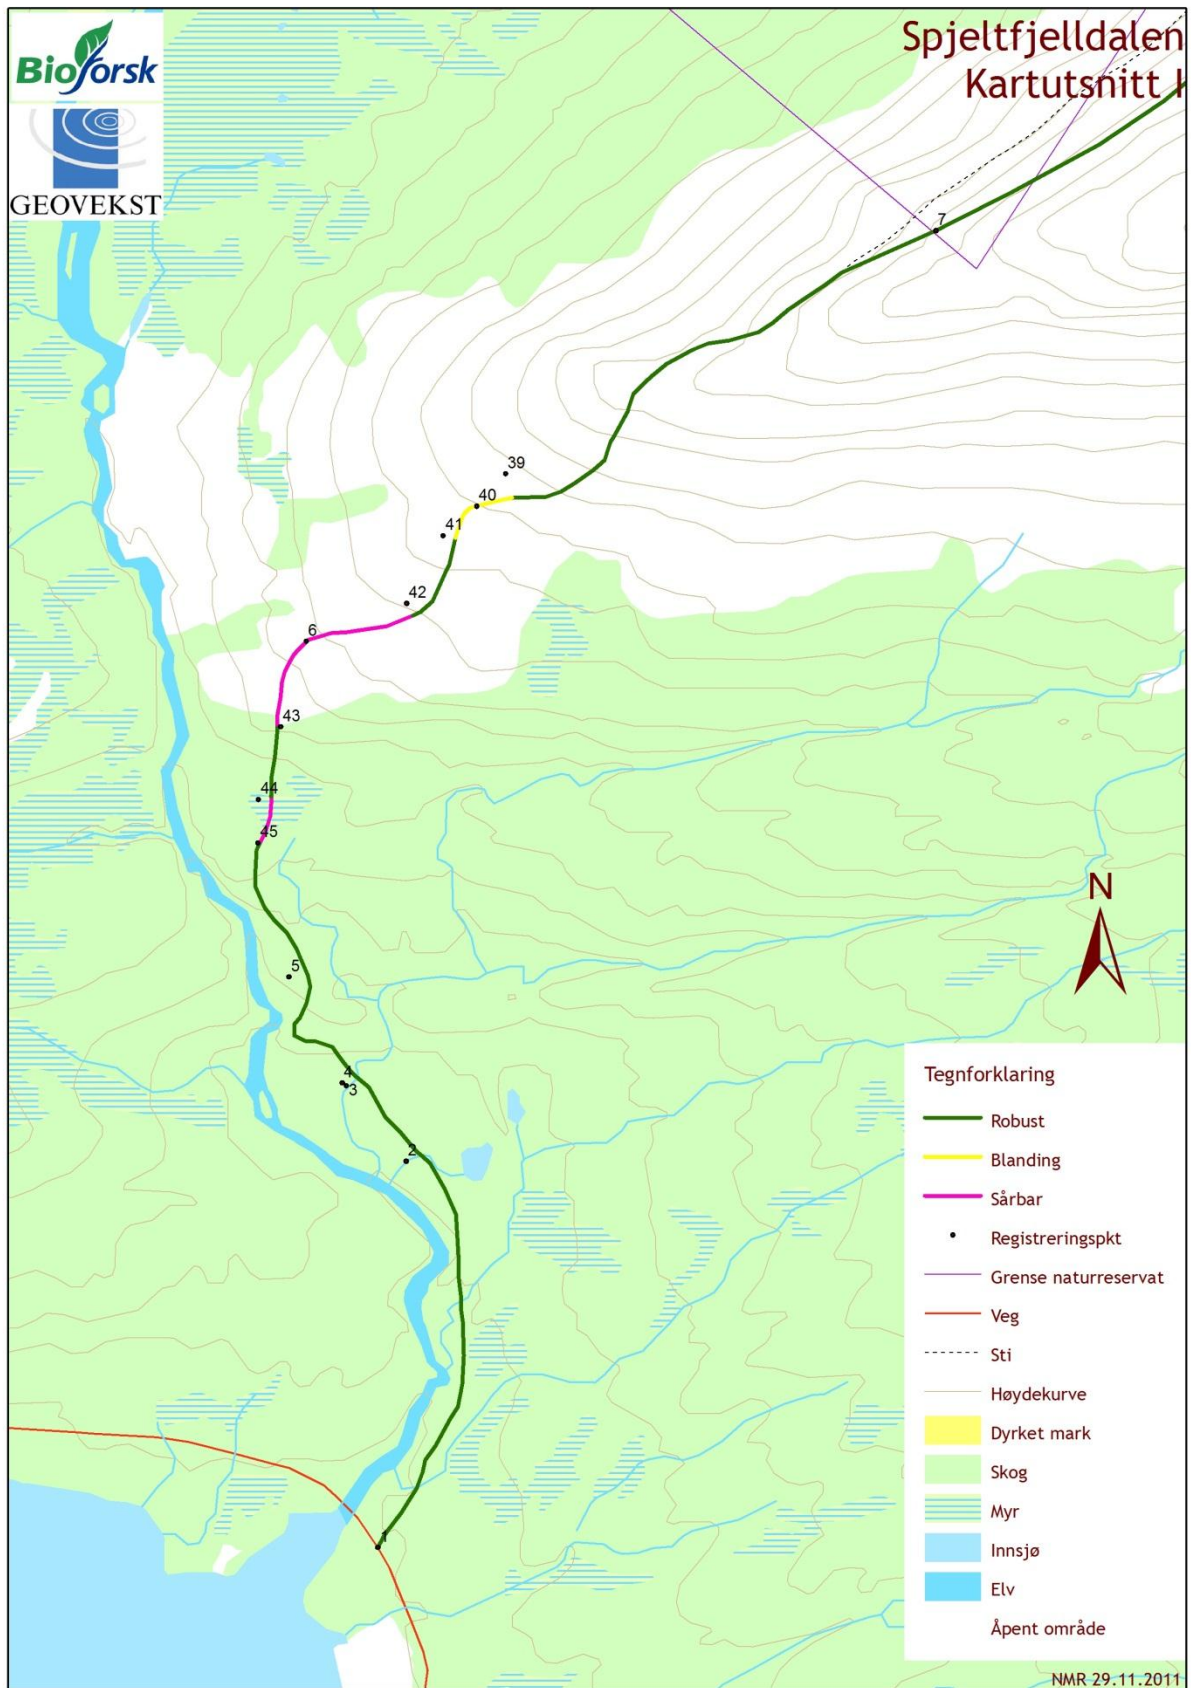 Bioforsk
GEOVEKST
Spjeltfjelldalen
Kartutsnitt I
7
39
40
41
42
6
43
44
45
5
4
3
2
1
N
Tegnforklaring
Robust
Blanding
Sårbar
Registreringspkt
Grense naturreservat
Veg
Sti
Høydekurve
Dyrket mark
Skog
Myr
Innsjø
Elv
Åpent område
NMR 29.11.2011